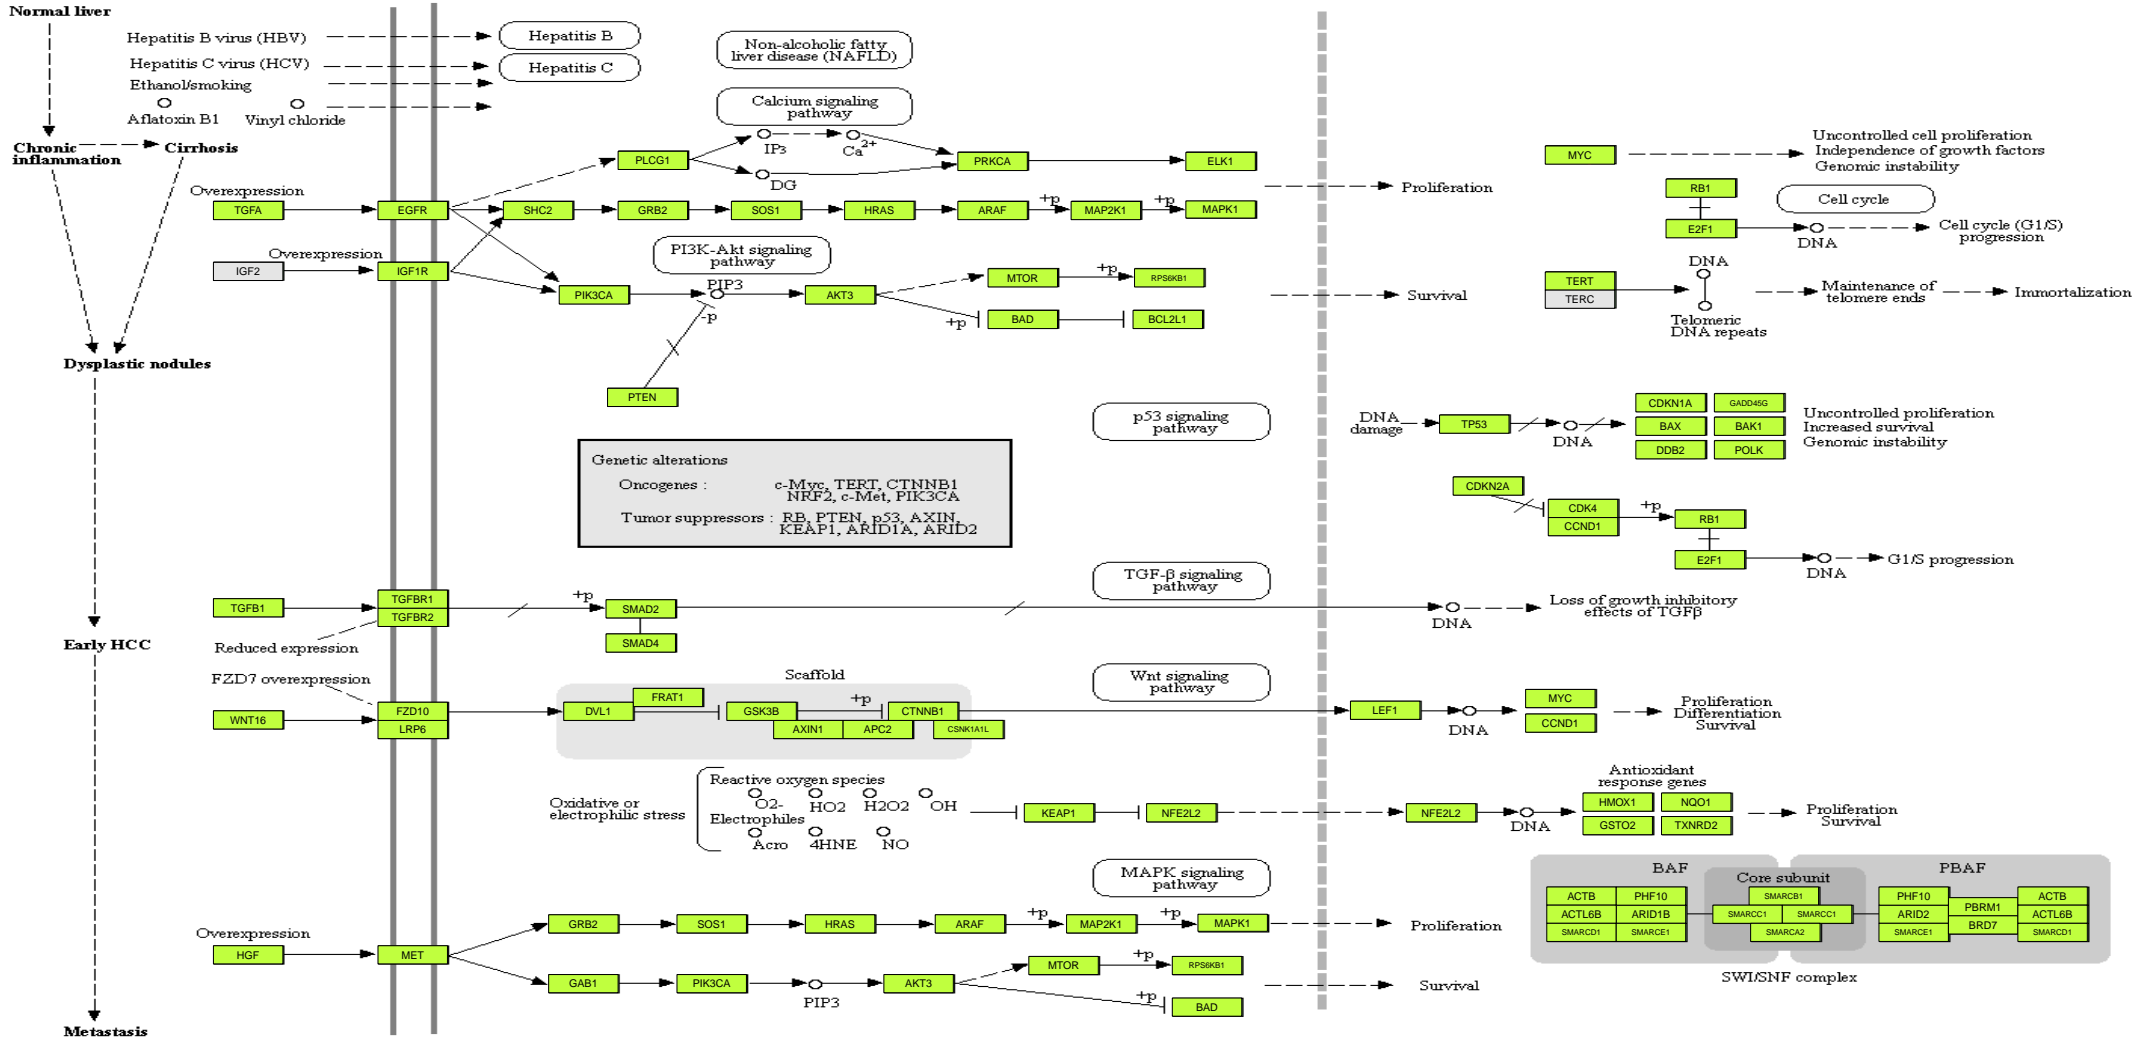 Normal liver
Hepatitis B virus (HBV)
Hepatitis B
Hepatitis C virus (HCV)
Hepatitis C
Ethanol/smoking
Aflatoxin B1
Vinyl chloride
Non-alcoholic fatty
liver disease (NAFLD)
Calcium signaling
pathway
Chronic
inflammation
Cirrhosis
PLCG1
IP3
Ca2+
DG
PRKCA
ELK1
Proliferation
Overexpression
TGFA
EGFR
SHC2
GRB2
SOS1
HRAS
ARAF
+p
MAP2K1
+p
MAPK1
Overexpression
IGF2
IGF1R
PI3K-Akt signaling
pathway
PIK3CA
PIP3
-p
AKT3
MTOR
+p
RPS6KB1
+p
BAD
BCL2L1
Survival
PTEN
Dysplastic nodules
MYC
Uncontrolled cell proliferation
Independence of growth factors
Genomic instability
RB1
Cell cycle
E2F1
DNA
Cell cycle (G1/S)
progression
TERT
TERC
DNA
Telomeric
DNA repeats
Maintenance of
telomere ends
Immortalization
p53 signaling
pathway
DNA
damage
TP53
DNA
CDKN1A
GADD45G
BAX
BAK1
DDB2
POLK
Uncontrolled proliferation
Increased survival
Genomic instability
Genetic alterations
Oncogenes :
c-Myc, TERT, CTNNB1
NRF2, c-Met, PIK3CA
Tumor suppressors :
RB, PTEN, p53, AXIN,
KEAP1, ARID1A, ARID2
CDKN2A
CDK4
CCND1
+p
RB1
E2F1
DNA
G1/S progression
TGF-β signaling
pathway
TGFB1
TGFBR1
TGFBR2
+p
SMAD2
SMAD4
DNA
Loss of growth inhibitory
effects of TGFβ
Reduced expression
Early HCC
FZD7 overexpression
WNT16
FZD10
LRP6
Scaffold
DVL1
FRAT1
GSK3B
+p
CTNNB1
AXIN1
APC2
CSNK1A1L
Wnt signaling
pathway
LEF1
DNA
MYC
CCND1
Proliferation
Differentiation
Survival
Oxidative or
electrophilic stress
Reactive oxygen species
O2-
HO2
H2O2
OH
Electrophiles
Acro
4HNE
NO
KEAP1
NFE2L2
NFE2L2
DNA
Antioxidant
response genes
HMOX1
NQO1
GSTO2
TXNRD2
Proliferation
Survival
MAPK signaling
pathway
Overexpression
HGF
MET
GRB2
SOS1
HRAS
ARAF
+p
MAP2K1
+p
MAPK1
Proliferation
GAB1
PIK3CA
PIP3
AKT3
MTOR
+p
RPS6KB1
+p
BAD
Survival
BAF
PBAF
Core subunit
ACTB
PHF10
ACTL6B
ARID1B
SMARCD1
SMARCE1
SMARCB1
SMARCC1
SMARCC1
SMARCA2
PHF10
ARID2
SMARCE1
PBRM1
BRD7
ACTB
ACTL6B
SMARCD1
SWI/SNF complex
Metastasis